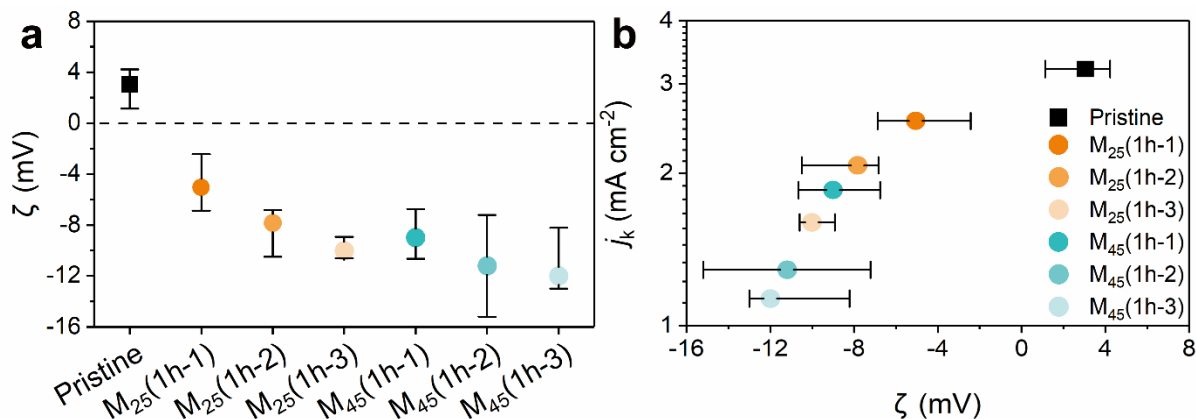 a
8
4
0
-4
-8
-12
-16
ζ (mV)
Pristine
M25(1h-1)
M25(1h-2)
M25(1h-3)
M45(1h-1)
M45(1h-2)
M45(1h-3)
b
4
3
2
1
jk (mA cm-2)
Pristine
M25(1h-1)
M25(1h-2)
M25(1h-3)
M45(1h-1)
M45(1h-2)
M45(1h-3)
-16 -12 -8 -4 0 4 8
ζ (mV)